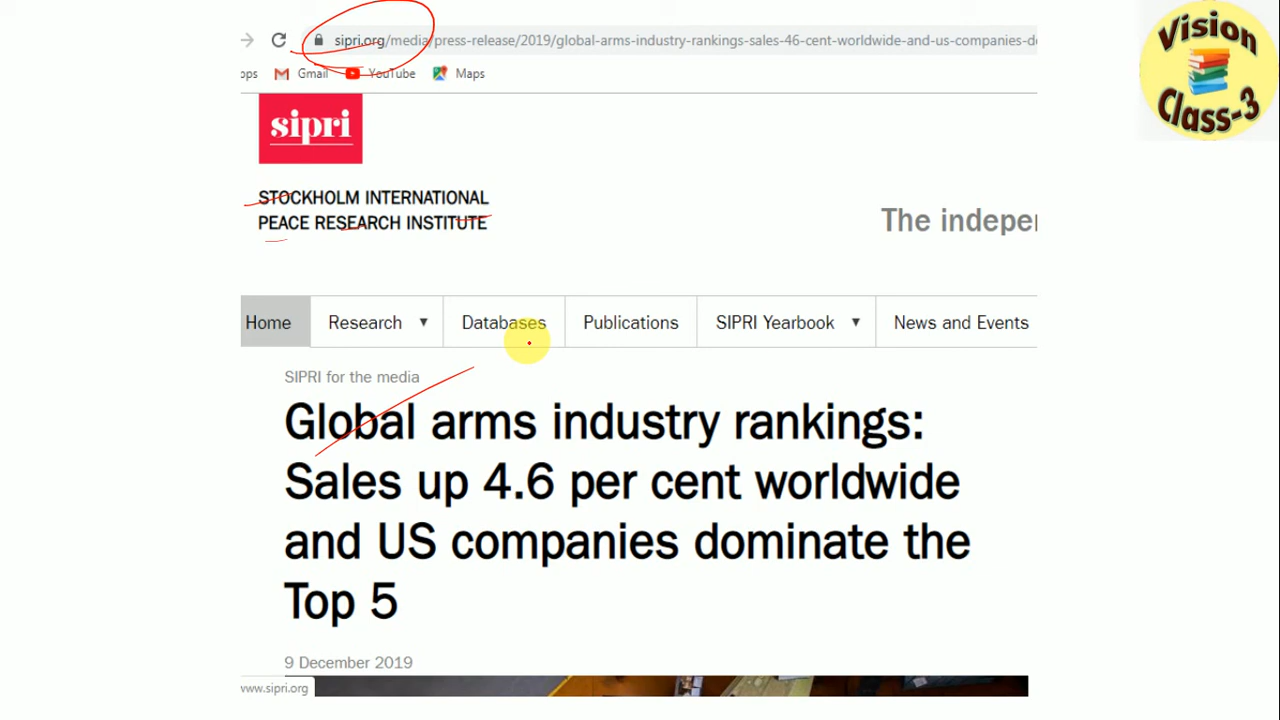 sipri.org/media/press-release/2019/global-arms-industry-rankings-sales-46-cent-worldwide-and-us-companies-do
ops Gmail YouTube Maps
Vision
Class-3
sipri
STOCKHOLM INTERNATIONAL
PEACE RESEARCH INSTITUTE
The indepen
Home Research Databases Publications SIPRI Yearbook News and Events
SIPRI for the media
Global arms industry rankings:
Sales up 4.6 per cent worldwide
and US companies dominate the
Top 5
9 December 2019
www.sipri.org